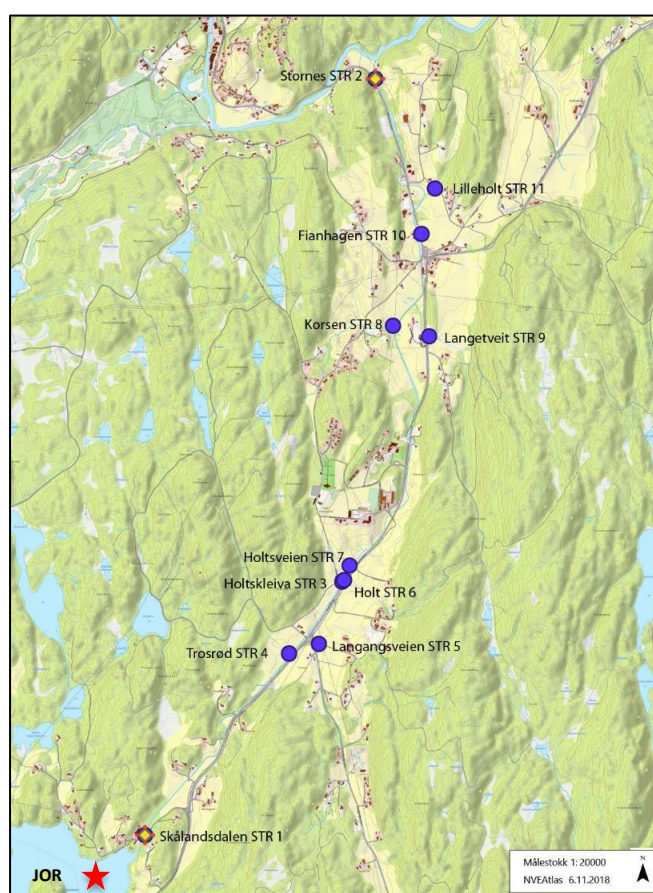 Stornes STR 2
Lilleholt STR 11
Fianhagen STR 10
Korsen STR 8
Langetveit STR 9
Holtsveien STR 7
Holtskleiva STR 3
Holt STR 6
Langangsveien STR 5
Trosrød STR 4
Skålandsdalen STR 1
JOR
Målestokk 1: 20000
NVEAtlas 6.11.2018
N